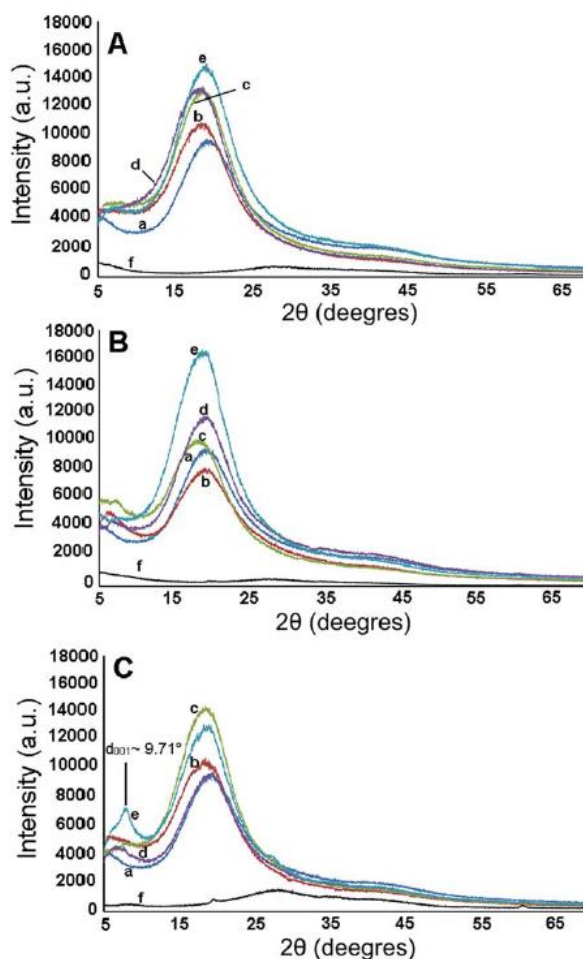 A
Intensity (a.u.)
18000
16000
14000
12000
10000
8000
6000
4000
2000
0
e
c
b
d
a
f
5 15 25 35 45 55 65
2θ (deegres)
B
Intensity (a.u.)
18000
16000
14000
12000
10000
8000
6000
4000
2000
0
e
d
c
a
b
f
5 15 25 35 45 55 65
2θ (deegres)
C
Intensity (a.u.)
18000
16000
14000
12000
10000
8000
6000
4000
2000
0
c
d001~ 9.71°
b
e
d
a
f
5 15 25 35 45 55 65
2θ (deegres)